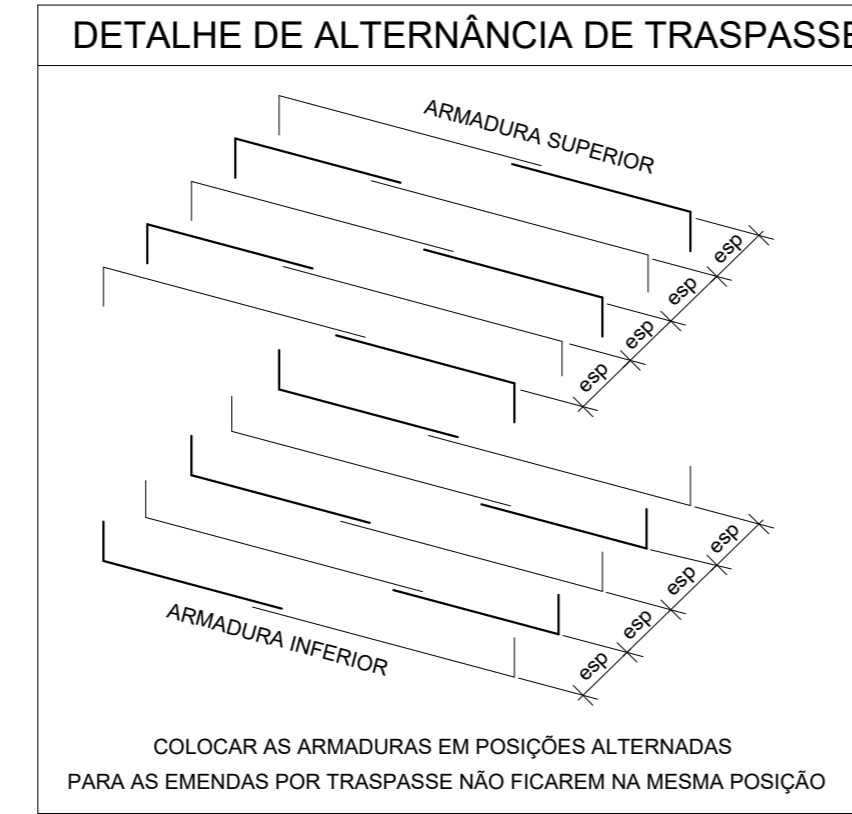 DETALHE DE ALTERNÂNCIA DE TRASPASSE
ARMADURA SUPERIOR
esp
esp
esp
esp
esp
esp
esp
esp
ARMADURA INFERIOR
COLOCAR AS ARMADURAS EM POSIÇÕES ALTERNADAS
PARA AS EMENDAS POR TRASPASSE NÃO FICAREM NA MESMA POSIÇÃO